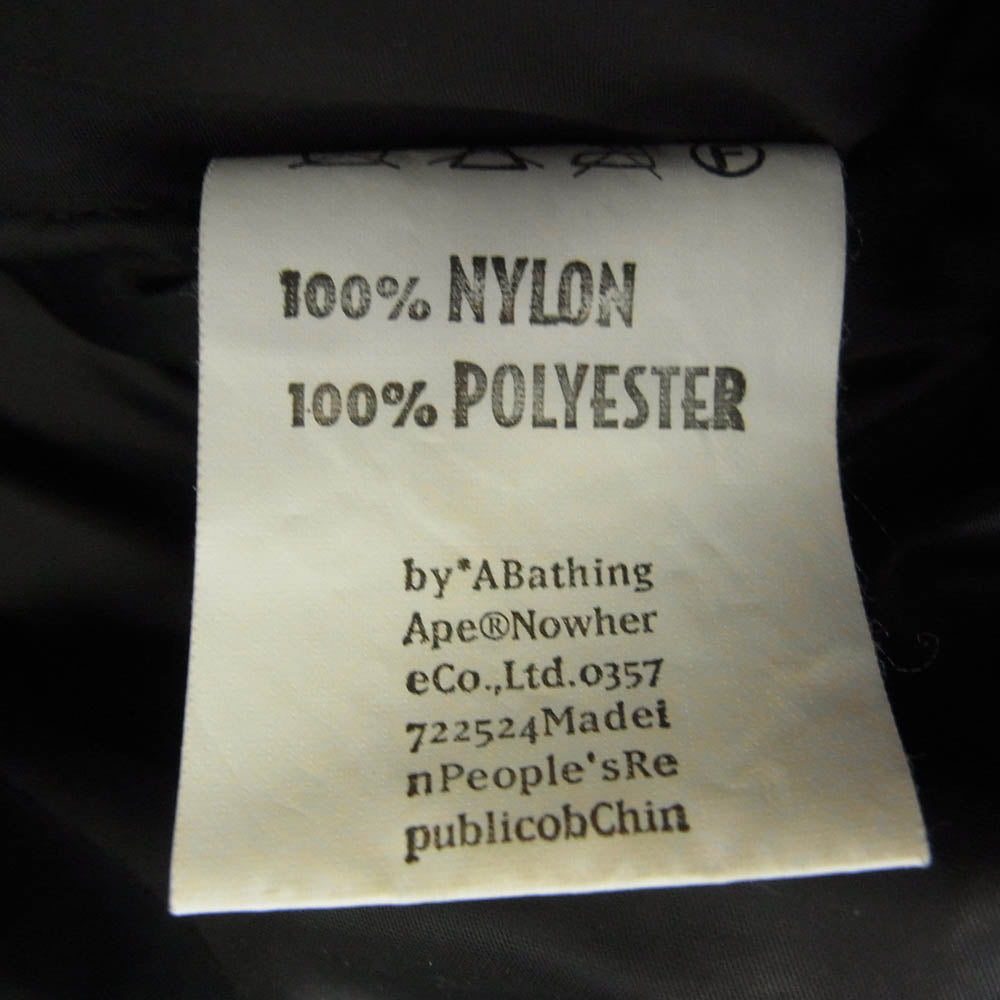 F
100% NYLON
100% POLYESTER
by*ABathing
Ape®Nowher
eCo.,Ltd.0357
722524Madei
nPeople'sRe
publicobChin